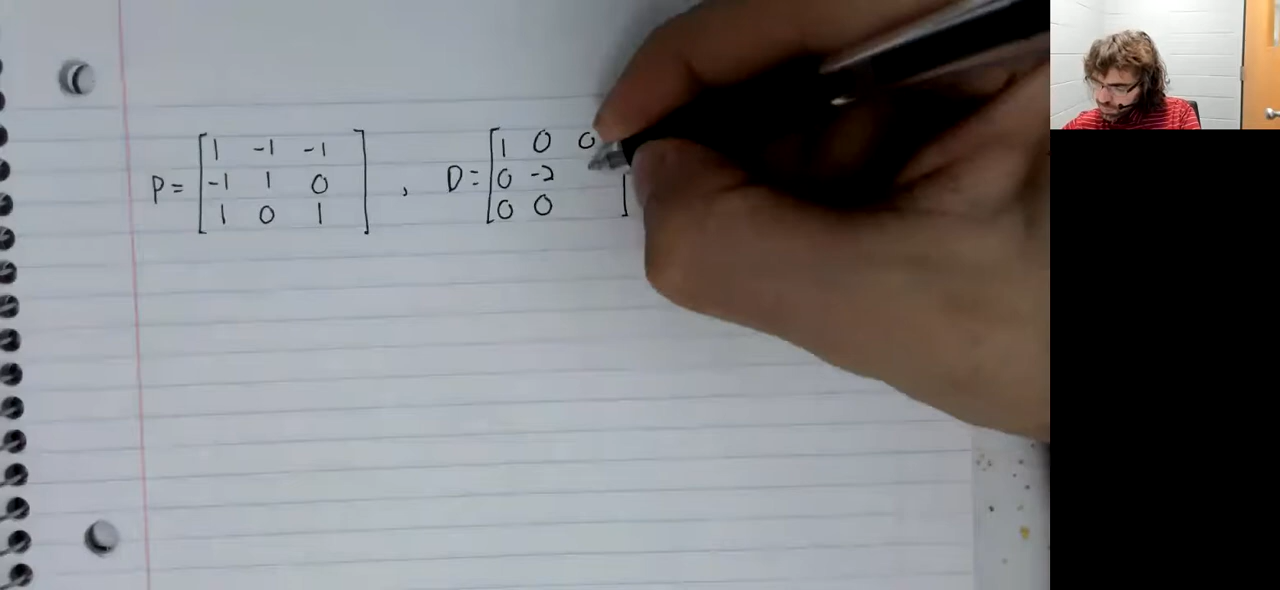 P = [ 1 -1 -1 ] , D = [ 1 0 0
-1 1 0 0 -2
1 0 1 0 0 ]